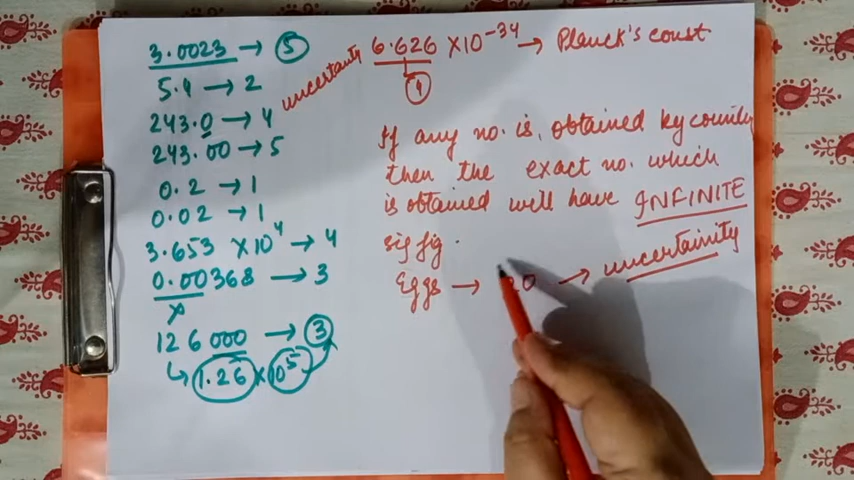 3.0023 → 5
5.4 → 2
243.0 → 4
243.00 → 5
0.2 → 1
0.02 → 1
3.653 ×10⁴ → 4
0.00368 → 3
126000 → 3
↳ 1.26 × 10⁵
uncertainty
6.626 ×10⁻³⁴ → Planck's const
4
If any no. is, obtained by counting
then the exact no. which
is obtained will have INFINITE
sig fig.
Eggs → 20 → uncertainity